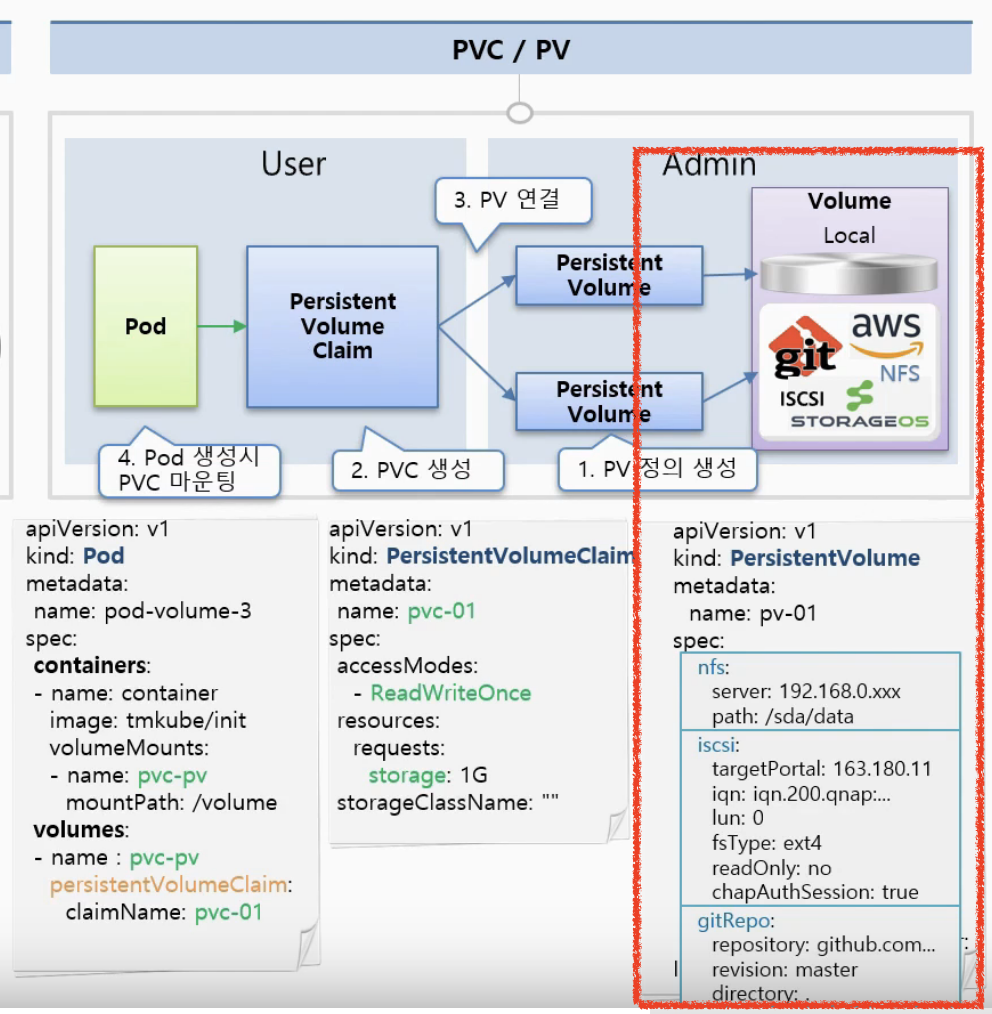 PVC / PV
User
Admin
3. PV 연결
Volume
Local
Pod
Persistent
Volume
Claim
Persistent
Volume
Persistent
Volume
git
aws
NFS
ISCSI
STORAGEOS
4. Pod 생성시
PVC 마운팅
2. PVC 생성
1. PV 정의 생성
apiVersion: v1
kind: Pod
metadata:
name: pod-volume-3
spec:
containers:
- name: container
image: tmkube/init
volumeMounts:
- name: pvc-pv
mountPath: /volume
volumes:
- name : pvc-pv
persistentVolumeClaim:
claimName: pvc-01
apiVersion: v1
kind: PersistentVolumeClaim
metadata:
name: pvc-01
spec:
accessModes:
- ReadWriteOnce
resources:
requests:
storage: 1G
storageClassName: ""
apiVersion: v1
kind: PersistentVolume
metadata:
name: pv-01
spec:
nfs:
server: 192.168.0.xxx
path: /sda/data
iscsi:
targetPortal: 163.180.11
iqn: iqn.200.qnap:...
lun: 0
fsType: ext4
readOnly: no
chapAuthSession: true
gitRepo:
repository: github.com...
revision: master
directory: .